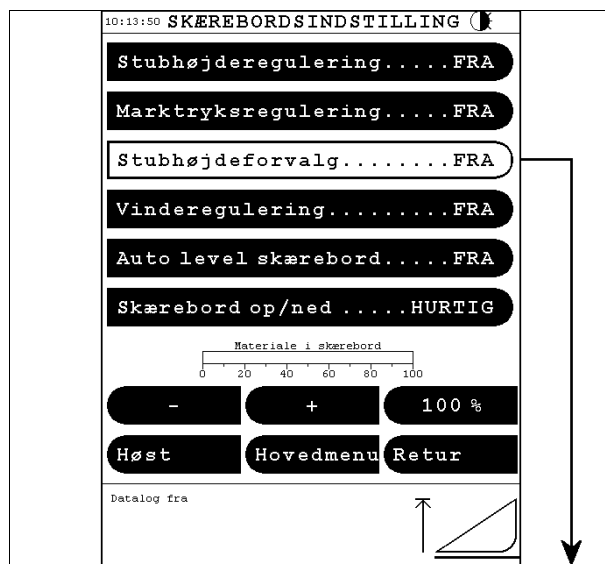 10:13:50 SKÆREBORDSINDSTILLING
Stubhøjderegulering.....FRA
Marktryksregulering.....FRA
Stubhøjdeforvalg........FRA
Vinderegulering.........FRA
Auto level skærebord....FRA
Skærebord op/ned .....HURTIG
Materiale i skærebord
0 20 40 60 80 100
- + 100 %
Høst Hovedmenu Retur
Datalog fra